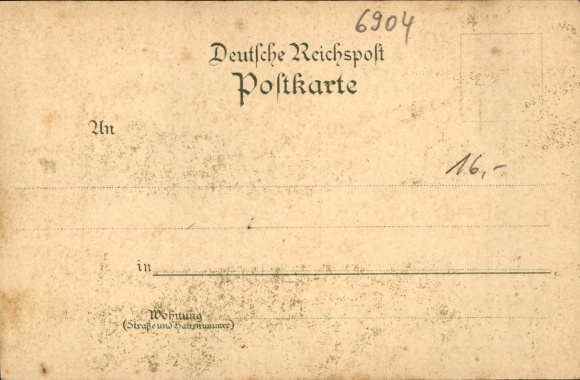 6904
Deutsche Reichspost
Postkarte
An
16,-
in
Wohnung
(Straße und Hausnummer)